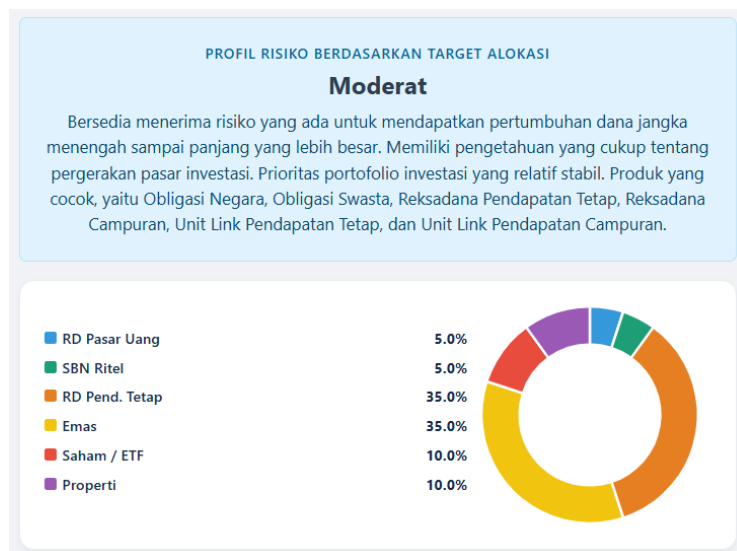 PROFIL RISIKO BERDASARKAN TARGET ALOKASI
Moderat
Bersedia menerima risiko yang ada untuk mendapatkan pertumbuhan dana jangka
menengah sampai panjang yang lebih besar. Memiliki pengetahuan yang cukup tentang
pergerakan pasar investasi. Prioritas portofolio investasi yang relatif stabil. Produk yang
cocok, yaitu Obligasi Negara, Obligasi Swasta, Reksadana Pendapatan Tetap, Reksadana
Campuran, Unit Link Pendapatan Tetap, dan Unit Link Pendapatan Campuran.
RD Pasar Uang 5.0%
SBN Ritel 5.0%
RD Pend. Tetap 35.0%
Emas 35.0%
Saham / ETF 10.0%
Properti 10.0%